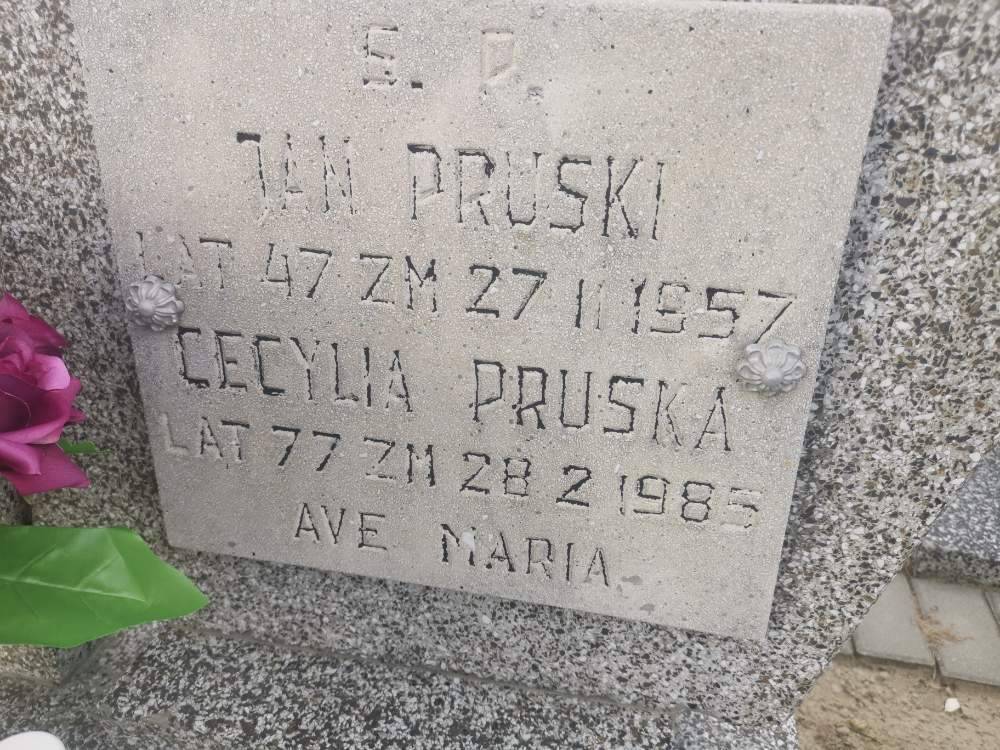 S. P.
JAN PRUSKI
LAT 47 ZM 27 II 1957
CECYLIA PRUSKA
LAT 77 ZM 28 2 1985
AVE MARIA